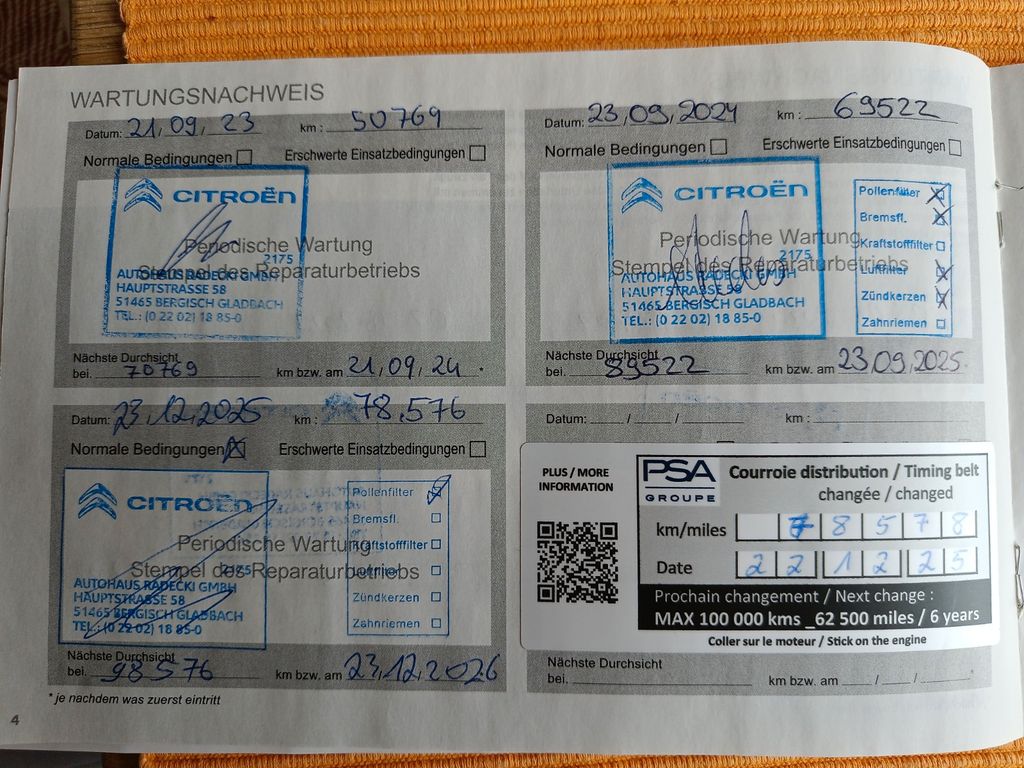 WARTUNGSNACHWEIS
Datum: 21, 09, 23 km: 50769
Normale Bedingungen Erschwerte Einsatzbedingungen
CITROËN
Periodische Wartung
2175
Stempel des Reparaturbetriebs
AUTOHAUS RADECKI GMBH
HAUPTSTRASSE 58
51465 BERGISCH GLADBACH
TEL.: (0 22 02) 18 85-0
Nächste Durchsicht
bei. 70769 km bzw. am 21, 09, 24.
Datum: 23, 09, 2024 km: 69522
Normale Bedingungen Erschwerte Einsatzbedingungen
CITROËN
Periodische Wartung
2175
Stempel des Reparaturbetriebs
AUTOHAUS RADECKI GMBH
HAUPTSTRASSE 58
51465 BERGISCH GLADBACH
TEL.: (0 22 02) 18 85-0
Pollenfilter
Bremsfl.
Kraftstofffilter
Luftfilter
Zündkerzen
Zahnriemen
Nächste Durchsicht
bei. 89522 km bzw. am 23.09.2025.
Datum: 23, 12, 2025 km: 78.576
Normale Bedingungen Erschwerte Einsatzbedingungen
CITROËN
Periodische Wartung
2175
Stempel des Reparaturbetriebs
AUTOHAUS RADECKI GMBH
HAUPTSTRASSE 58
51465 BERGISCH GLADBACH
TEL.: (0 22 02) 18 85-0
Pollenfilter
Bremsfl.
Kraftstofffilter
Luftfilter
Zündkerzen
Zahnriemen
Nächste Durchsicht
bei. 98576 km bzw. am 23.12.2026
Datum: / / km:
PLUS / MORE
INFORMATION
PSA
GROUPE
Courroie distribution / Timing belt
changée / changed
km/miles 78578
Date 22 12 25
Prochain changement / Next change :
MAX 100 000 kms _62 500 miles / 6 years
Coller sur le moteur / Stick on the engine
Nächste Durchsicht
bei. km bzw. am / /
* je nachdem was zuerst eintritt
4